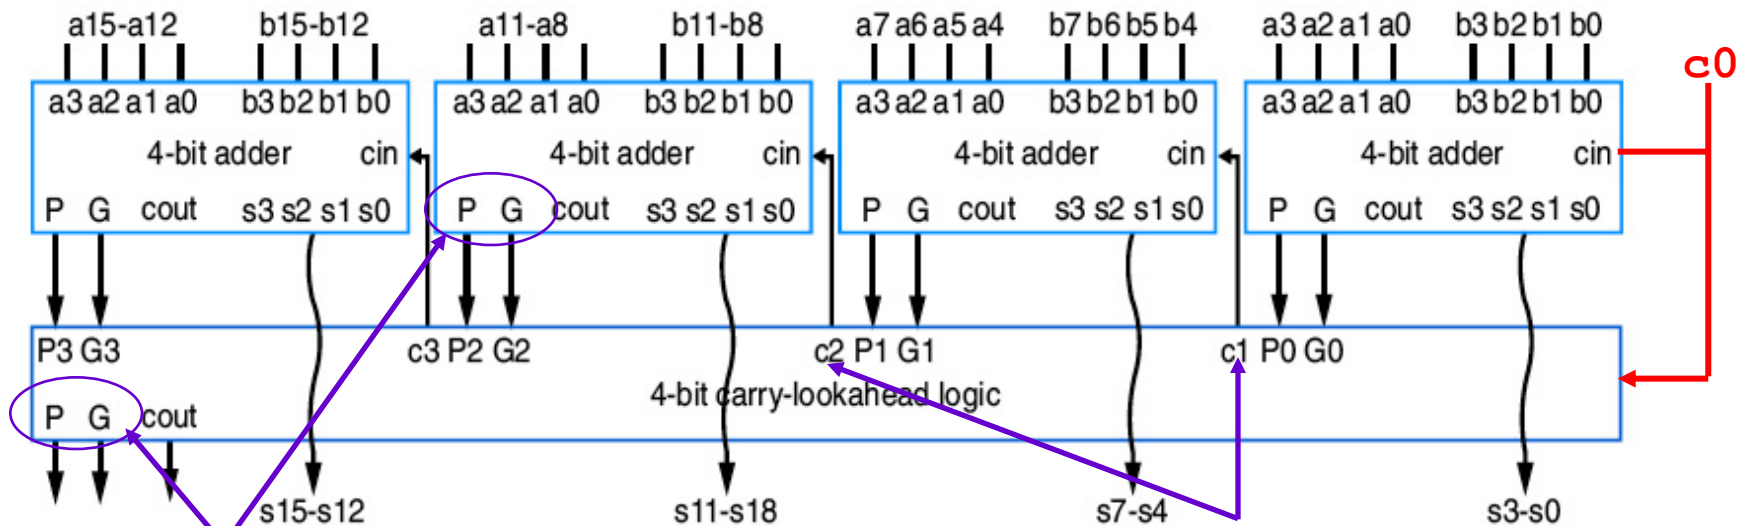 a15-a12 b15-b12 a11-a8 b11-b8 a7 a6 a5 a4 b7 b6 b5 b4 a3 a2 a1 a0 b3 b2 b1 b0
c0
a3 a2 a1 a0 b3 b2 b1 b0 a3 a2 a1 a0 b3 b2 b1 b0 a3 a2 a1 a0 b3 b2 b1 b0 a3 a2 a1 a0 b3 b2 b1 b0
4-bit adder cin 4-bit adder cin 4-bit adder cin 4-bit adder cin
P G cout s3 s2 s1 s0 P G cout s3 s2 s1 s0 P G cout s3 s2 s1 s0 P G cout s3 s2 s1 s0
P3 G3 c3 P2 G2 c2 P1 G1 c1 P0 G0
4-bit carry-lookahead logic
P G cout
s15-s12 s11-s18 s7-s4 s3-s0